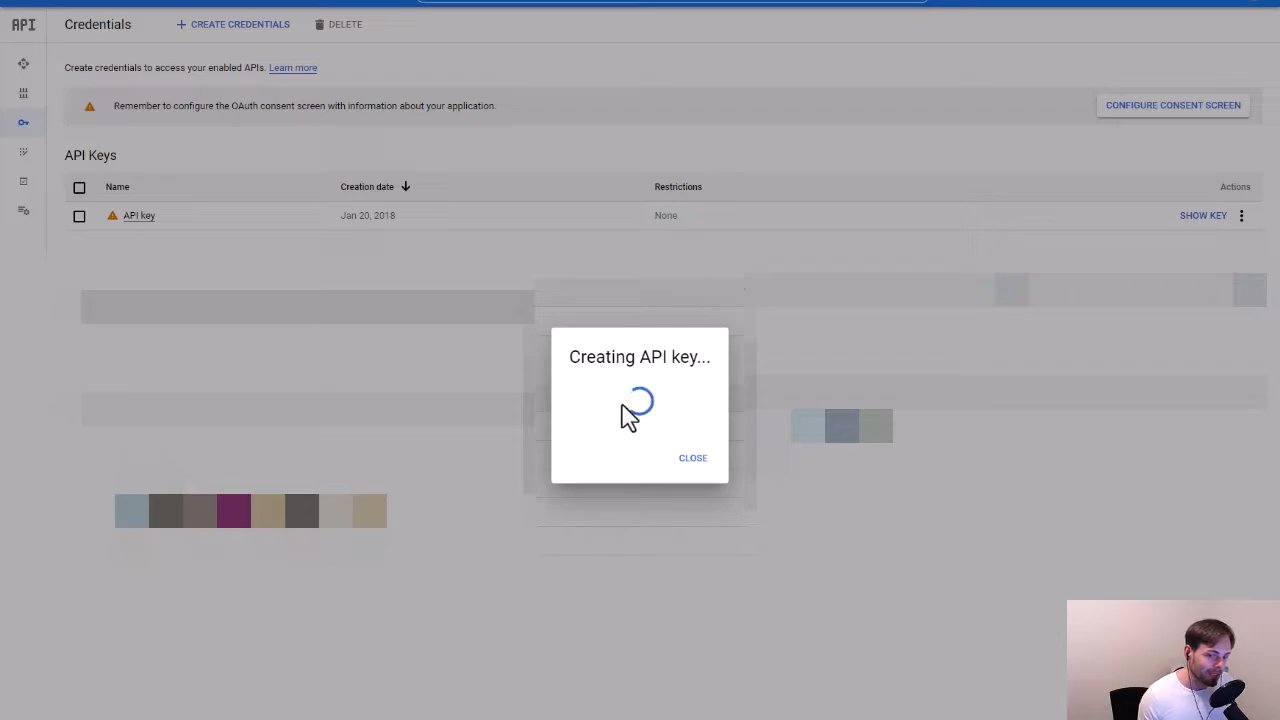 API
Credentials
CREATE CREDENTIALS
DELETE
Create credentials to access your enabled APIs. Learn more
Remember to configure the OAuth consent screen with information about your application.
CONFIGURE CONSENT SCREEN
API Keys
Name Creation date Restrictions Actions
API key Jan 20, 2018 None SHOW KEY
Creating API key...
CLOSE